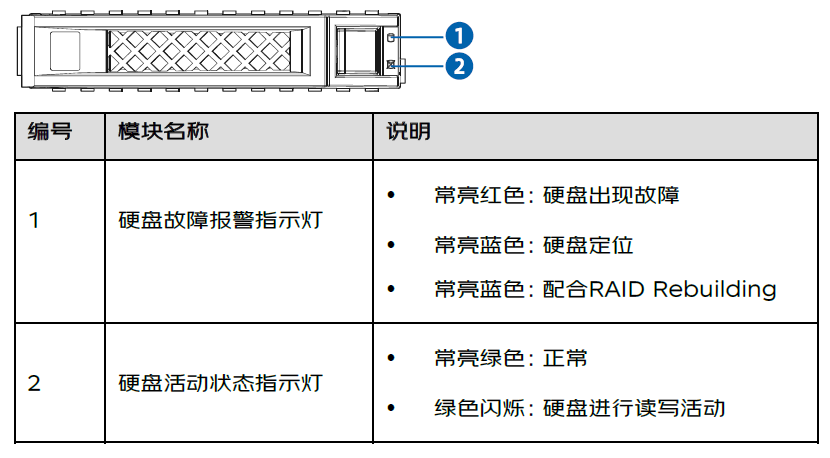 1
2
编号 模块名称 说明
1 硬盘故障报警指示灯
• 常亮红色：硬盘出现故障
• 常亮蓝色：硬盘定位
• 常亮蓝色：配合RAID Rebuilding
2 硬盘活动状态指示灯
• 常亮绿色：正常
• 绿色闪烁：硬盘进行读写活动